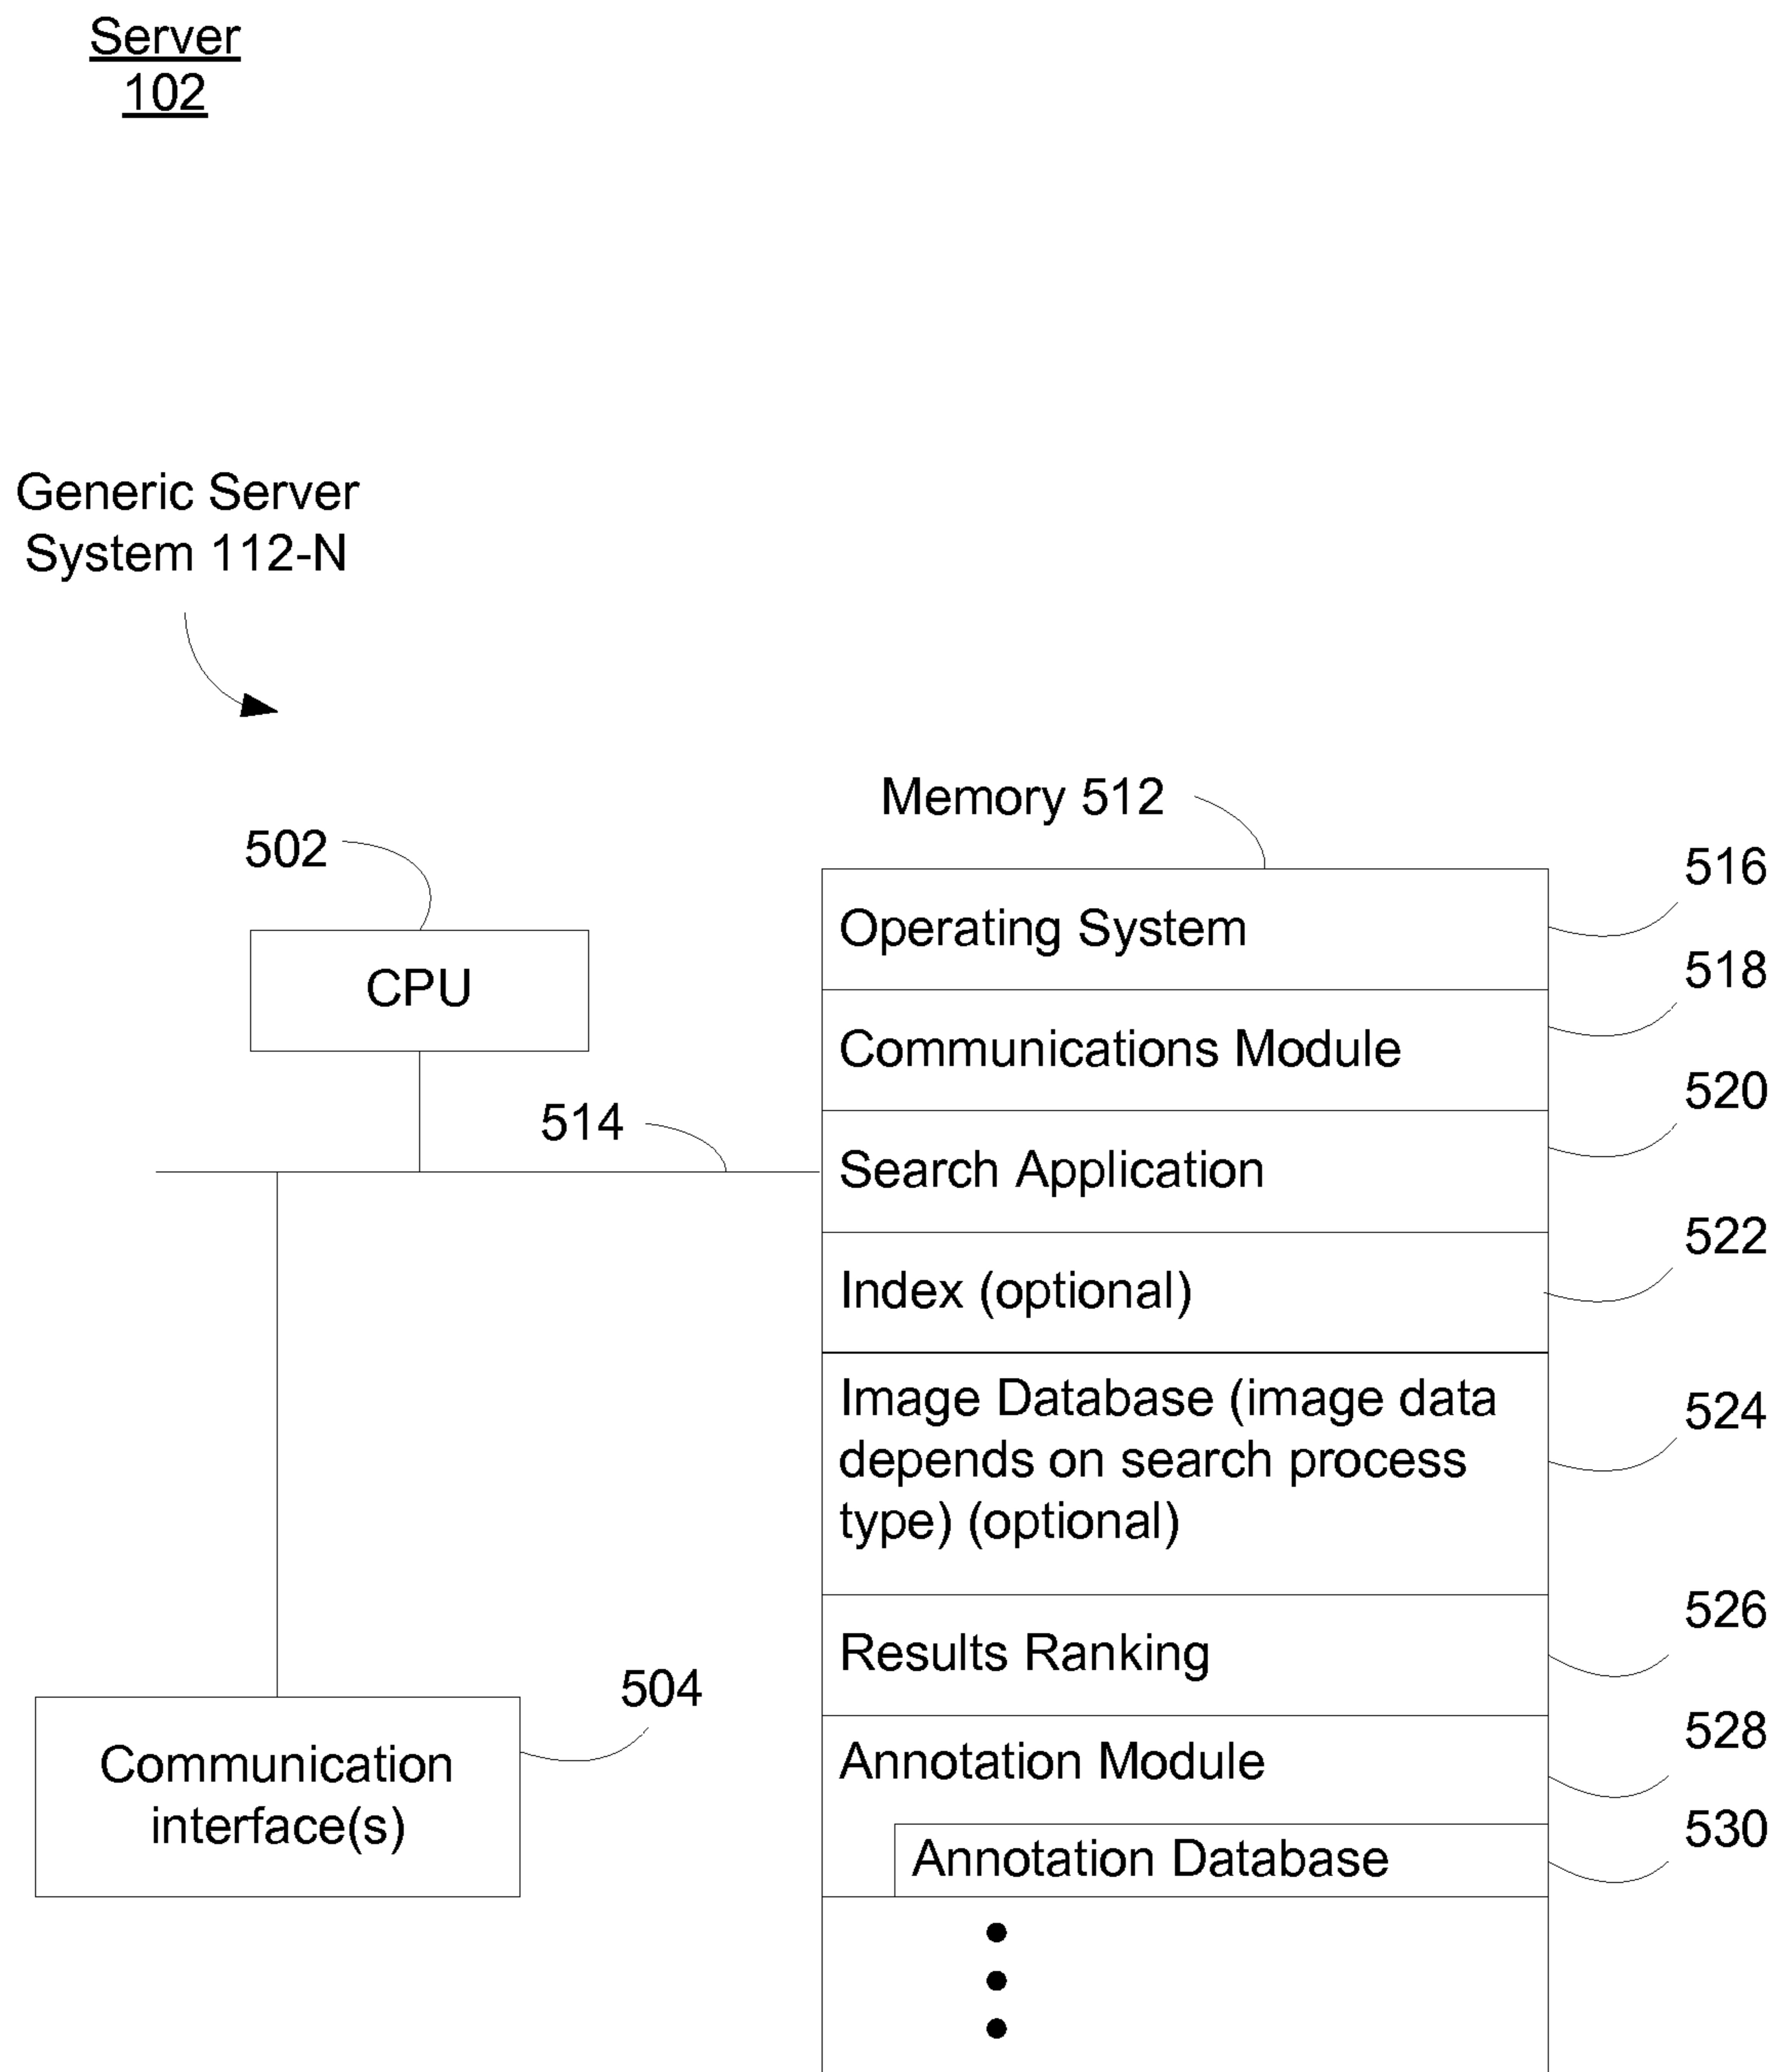 Server
102
Generic Server
System 112-N
Memory 512
502
516
Operating System
CPU
518
Communications Module
514
520
Search Application
522
Index (optional)
Image Database (image data
depends on search process
type) (optional)
524
526
Results Ranking
504
528
Communication
interface(s)
Annotation Module
530
Annotation Database